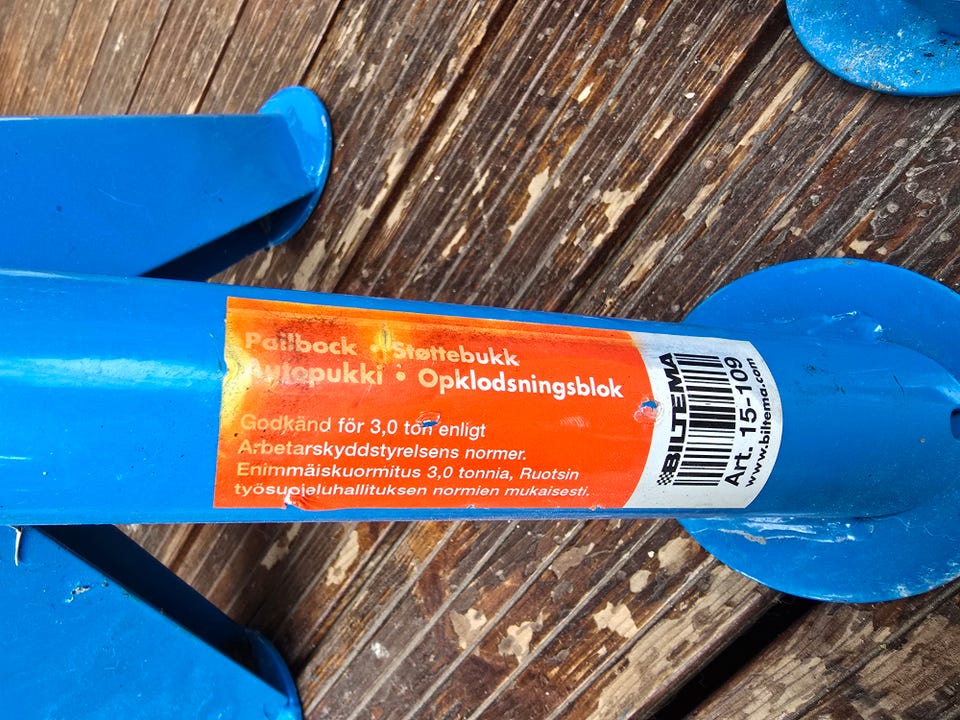 Pallbock • Støttebukk
Autopukki • Opklodsningsblok
Godkänd för 3,0 ton enligt
Arbetarskyddstyrelsens normer.
Enimmäiskuormitus 3,0 tonnia, Ruotsin
työsuojeluhallituksen normien mukaisesti.
BILTEMA
Art. 15-109
www.biltema.com